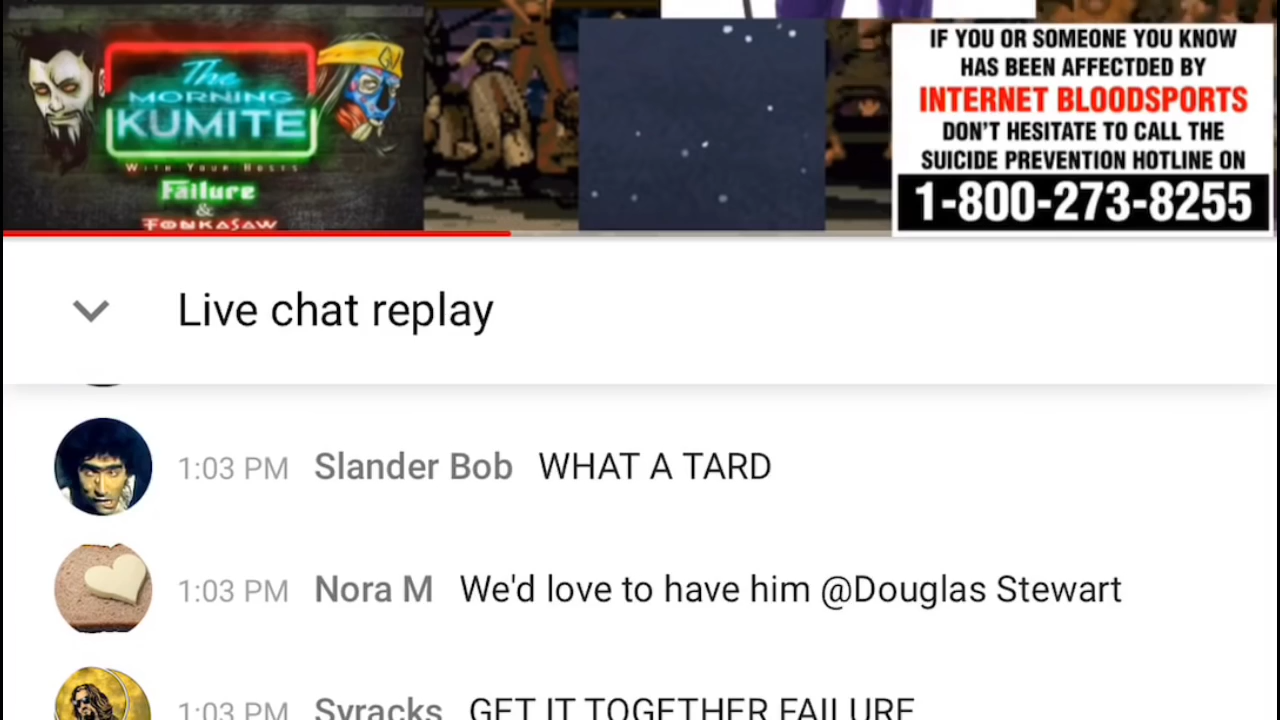 The
MORNING
KUMITE
With Your Hosts
Failure
&
TONKASAW
IF YOU OR SOMEONE YOU KNOW
HAS BEEN AFFECTDED BY
INTERNET BLOODSPORTS
DON'T HESITATE TO CALL THE
SUICIDE PREVENTION HOTLINE ON
1-800-273-8255
Live chat replay
1:03 PM Slander Bob WHAT A TARD
1:03 PM Nora M We'd love to have him @Douglas Stewart
1:03 PM Syracks GET IT TOGETHER FAILURE